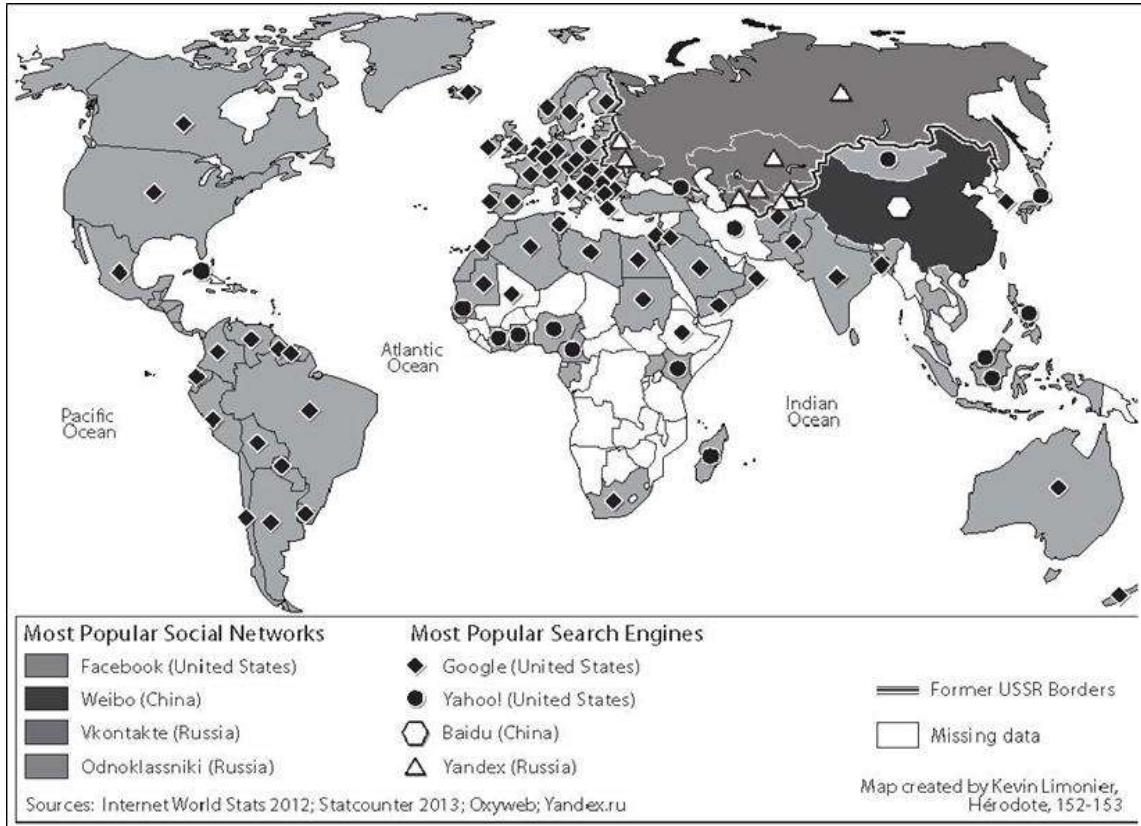 Atlantic
Ocean
Pacific
Ocean
Indian
Ocean
Most Popular Social Networks
Facebook (United States)
Weibo (China)
Vkontakte (Russia)
Odnoklassniki (Russia)
Most Popular Search Engines
Google (United States)
Yahoo! (United States)
Baidu (China)
Yandex (Russia)
Former USSR Borders
Missing data
Sources: Internet World Stats 2012; Statcounter 2013; Oxyweb; Yandex.ru
Map created by Kevin Limonier,
Hérodote, 152-153